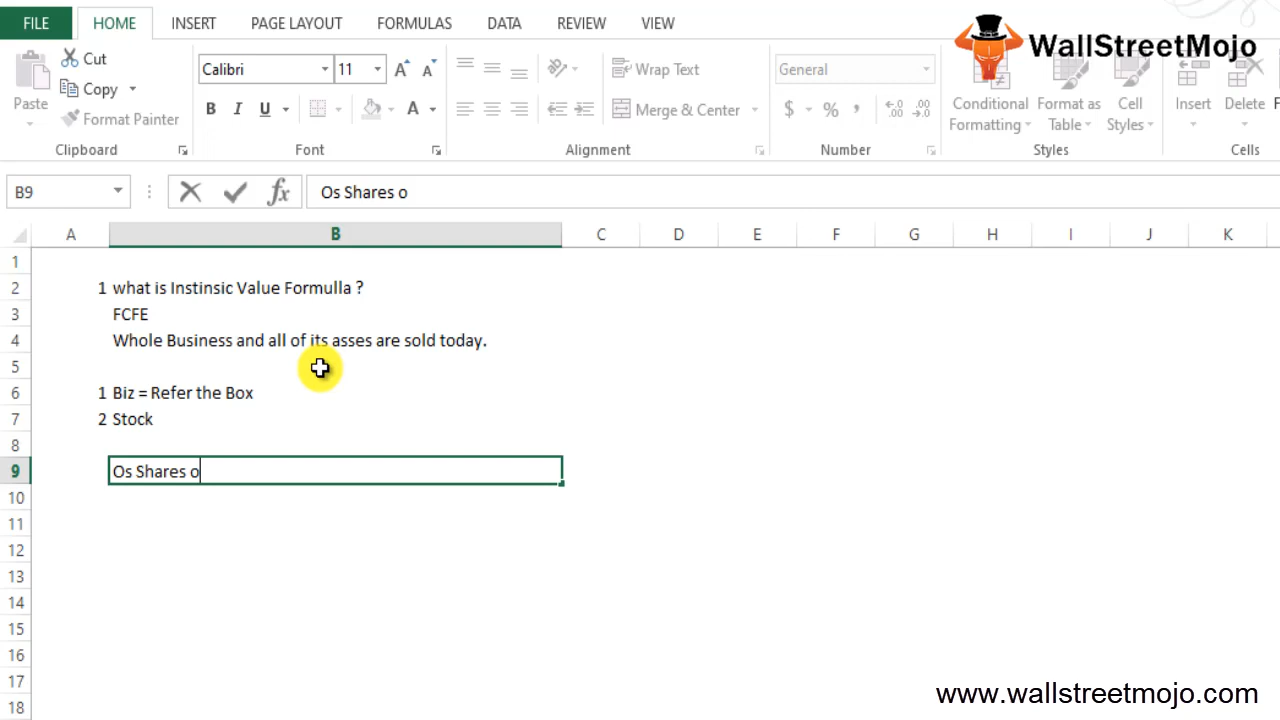 FILE HOME INSERT PAGE LAYOUT FORMULAS DATA REVIEW VIEW
WallStreetMojo
Cut
Copy
Format Painter
Paste
Clipboard
Calibri 11
B I U A
Font
Wrap Text
Merge & Center
Alignment
General
$ % ,
Number
Conditional Formatting
Format as Table
Cell Styles
Styles
Insert Delete F
Cells
B9 fx Os Shares o
A B C D E F G H I J K
1
2 1 what is Instinsic Value Formulla ?
3 FCFE
4 Whole Business and all of its asses are sold today.
5
6 1 Biz = Refer the Box
7 2 Stock
8
9 Os Shares o
10
11
12
13
14
15
16
17
18
www.wallstreetmojo.com